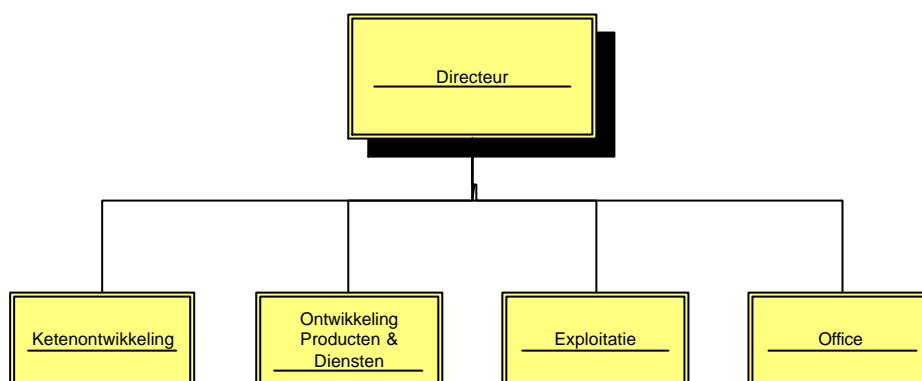 Directeur
Ketenontwikkeling
Ontwikkeling
Producten &
Diensten
Exploitatie
Office